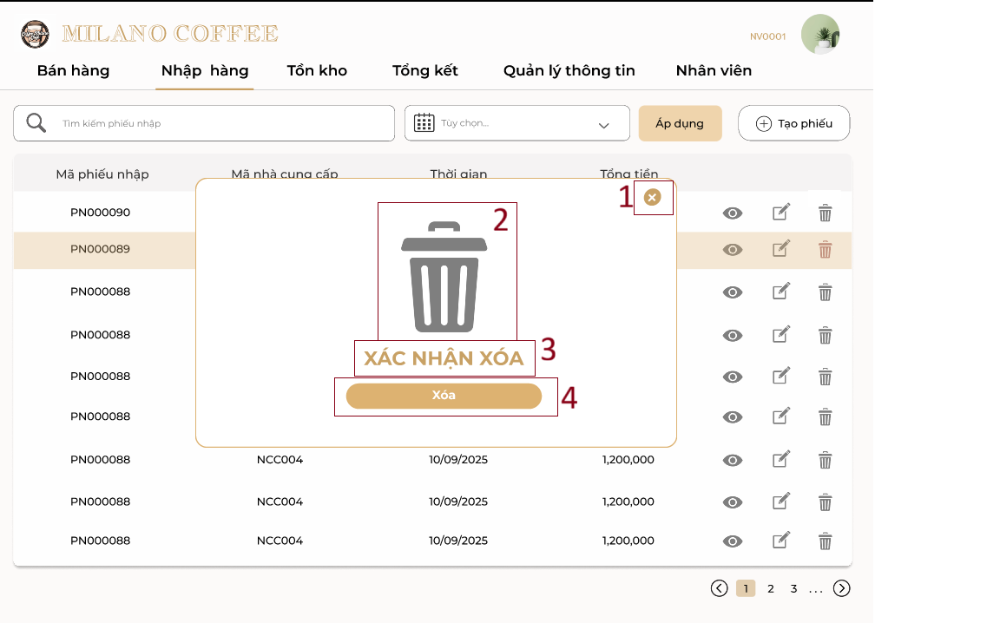 MILANO COFFEE
NV0001
Bán hàng Nhập hàng Tồn kho Tổng kết Quản lý thông tin Nhân viên
Tìm kiếm phiếu nhập Tùy chọn... Áp dụng Tạo phiếu
Mã phiếu nhập Mã nhà cung cấp Thời gian Tổng tiền
1
PN000090
2
PN000089
PN000088
PN000088
3
XÁC NHẬN XÓA
PN000088
4
Xóa
PN000088
PN000088 NCC004 10/09/2025 1,200,000
PN000088 NCC004 10/09/2025 1,200,000
PN000088 NCC004 10/09/2025 1,200,000
1 2 3 ...